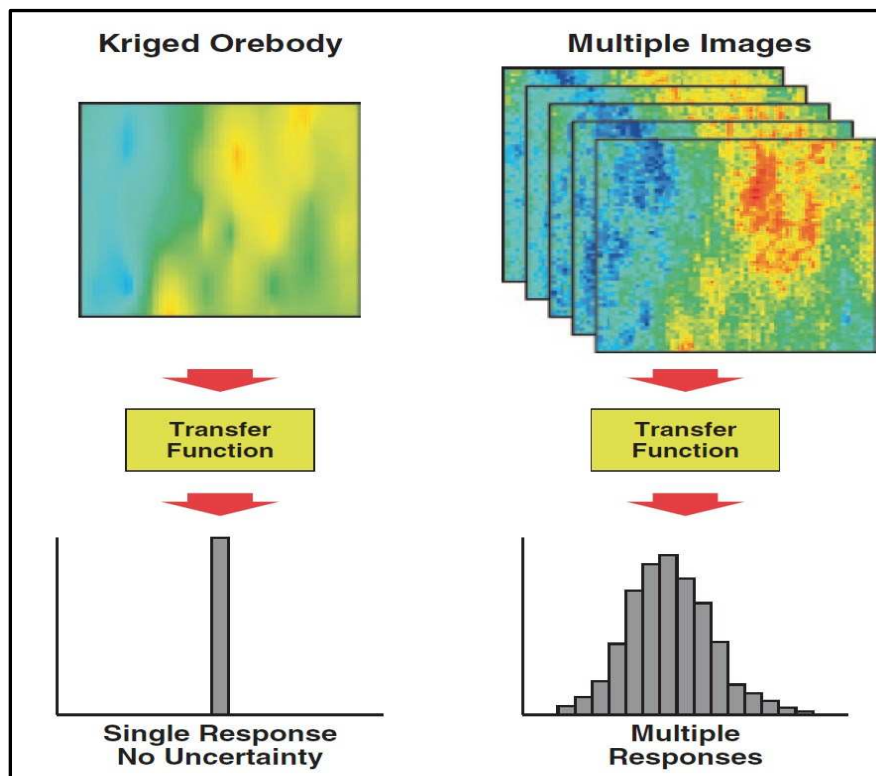 Kriged Orebody
Multiple Images
Transfer
Function
Transfer
Function
Single Response
No Uncertainty
Multiple
Responses